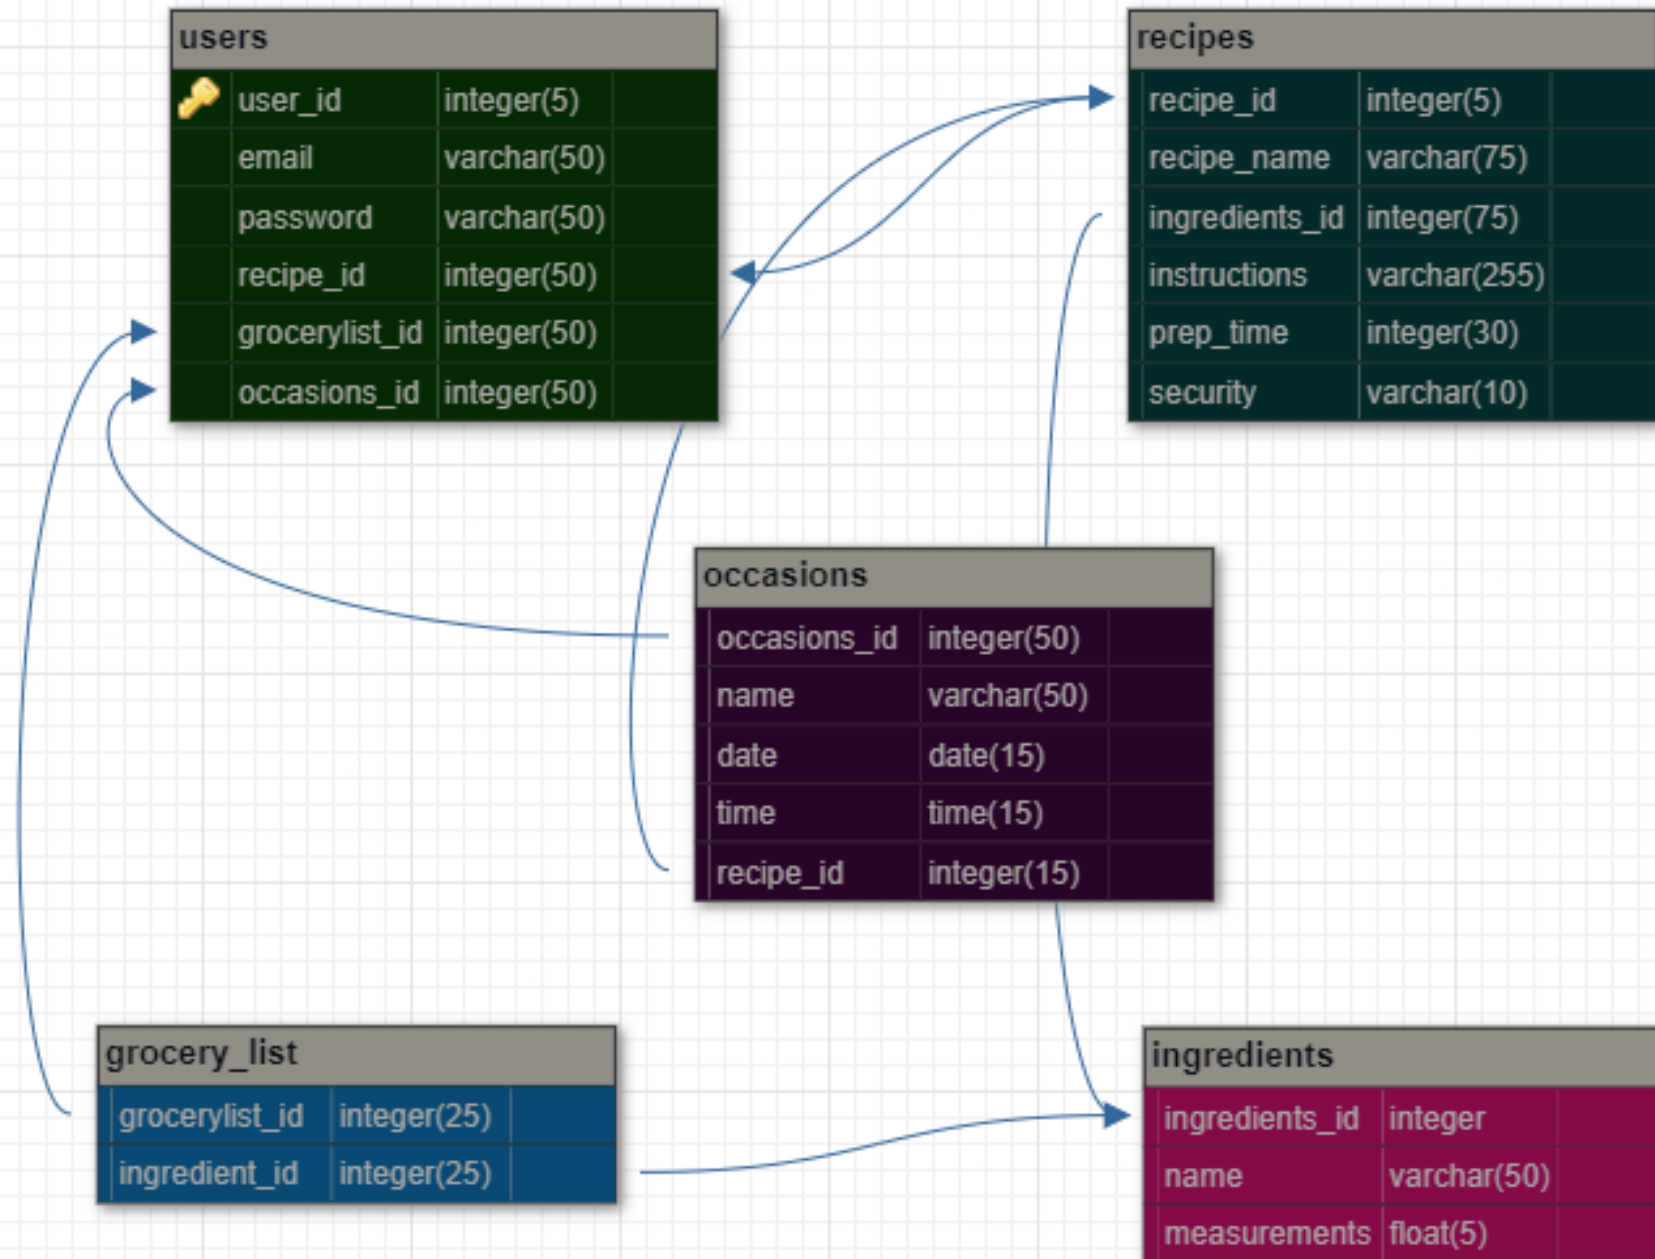 users
user_id integer(5)
email varchar(50)
password varchar(50)
recipe_id integer(50)
grocerylist_id integer(50)
occasions_id integer(50)
recipes
recipe_id integer(5)
recipe_name varchar(75)
ingredients_id integer(75)
instructions varchar(255)
prep_time integer(30)
security varchar(10)
occasions
occasions_id integer(50)
name varchar(50)
date date(15)
time time(15)
recipe_id integer(15)
grocery_list
grocerylist_id integer(25)
ingredient_id integer(25)
ingredients
ingredients_id integer
name varchar(50)
measurements float(5)